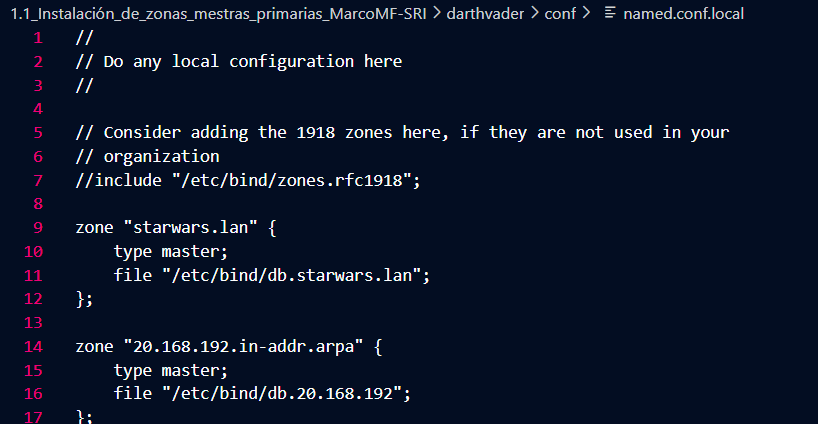 1.1_Instalación_de_zonas_mestras_primarias_MarcoMF-SRI > darthvader > conf > named.conf.local
1 //
2 // Do any local configuration here
3 //
4
5 // Consider adding the 1918 zones here, if they are not used in your
6 // organization
7 //include "/etc/bind/zones.rfc1918";
8
9 zone "starwars.lan" {
10     type master;
11     file "/etc/bind/db.starwars.lan";
12 };
13
14 zone "20.168.192.in-addr.arpa" {
15     type master;
16     file "/etc/bind/db.20.168.192";
17 };